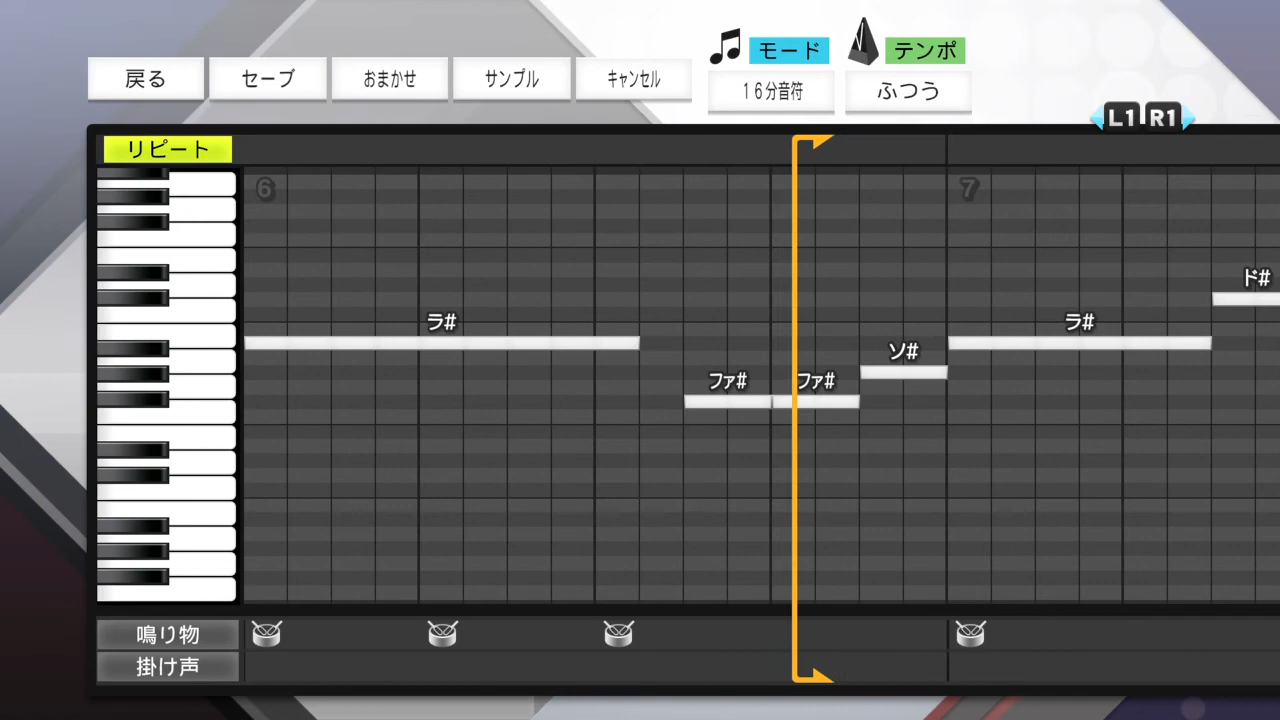 モード テンポ
戻る セーブ おまかせ サンプル キャンセル 16分音符 ふつう
L1 R1
リピート
6 7
ド#
ラ# ラ#
ソ#
ファ# ファ#
鳴り物
掛け声